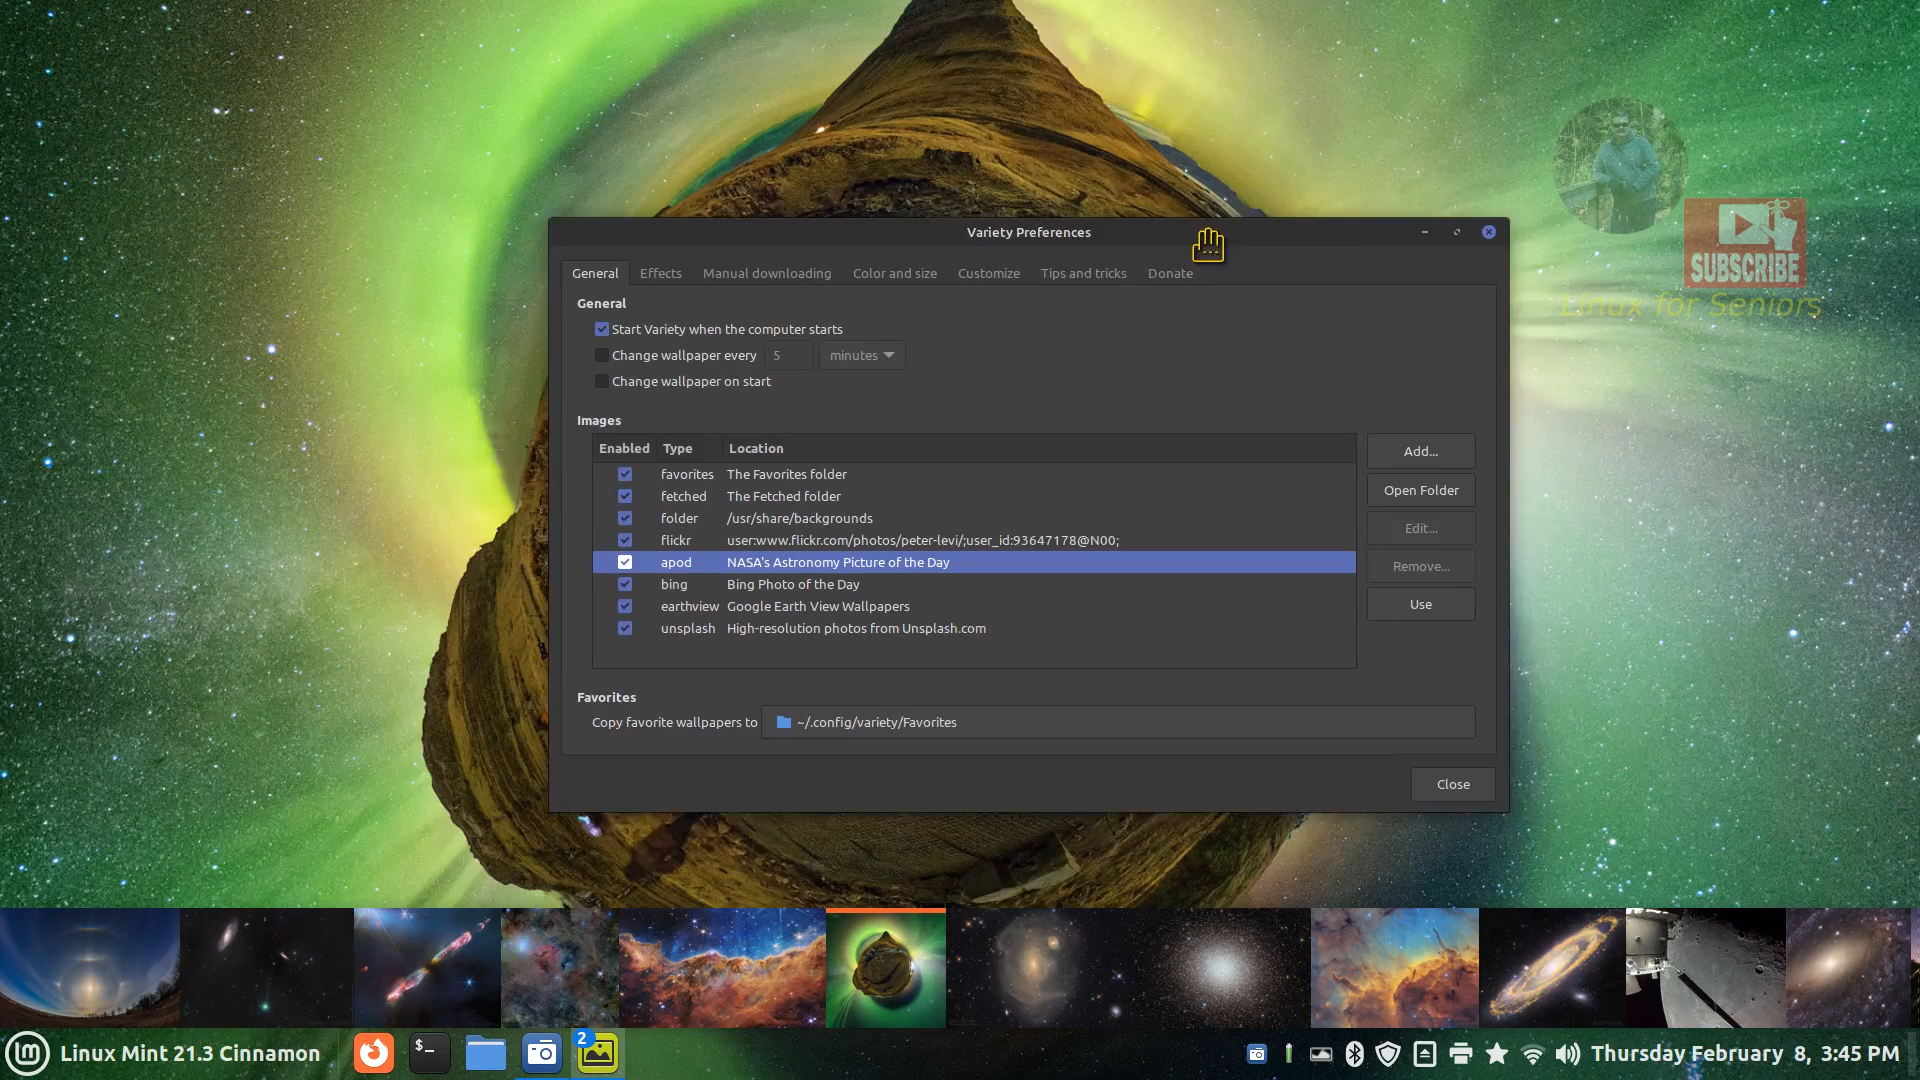 Variety Preferences
General Effects Manual downloading Color and size Customize Tips and tricks Donate
General
Start Variety when the computer starts
Change wallpaper every 5 minutes
Change wallpaper on start
Images
Enabled Type Location
favorites The Favorites folder
fetched The Fetched folder
folder /usr/share/backgrounds
flickr user:www.flickr.com/photos/peter-levi/;user_id:93647178@N00;
apod NASA's Astronomy Picture of the Day
bing Bing Photo of the Day
earthview Google Earth View Wallpapers
unsplash High-resolution photos from Unsplash.com
Add...
Open Folder
Edit...
Remove...
Use
Favorites
Copy favorite wallpapers to ~/.config/variety/Favorites
Close
SUBSCRIBE
Linux for Seniors
Linux Mint 21.3 Cinnamon
$_
2
Thursday February 8, 3:45 PM